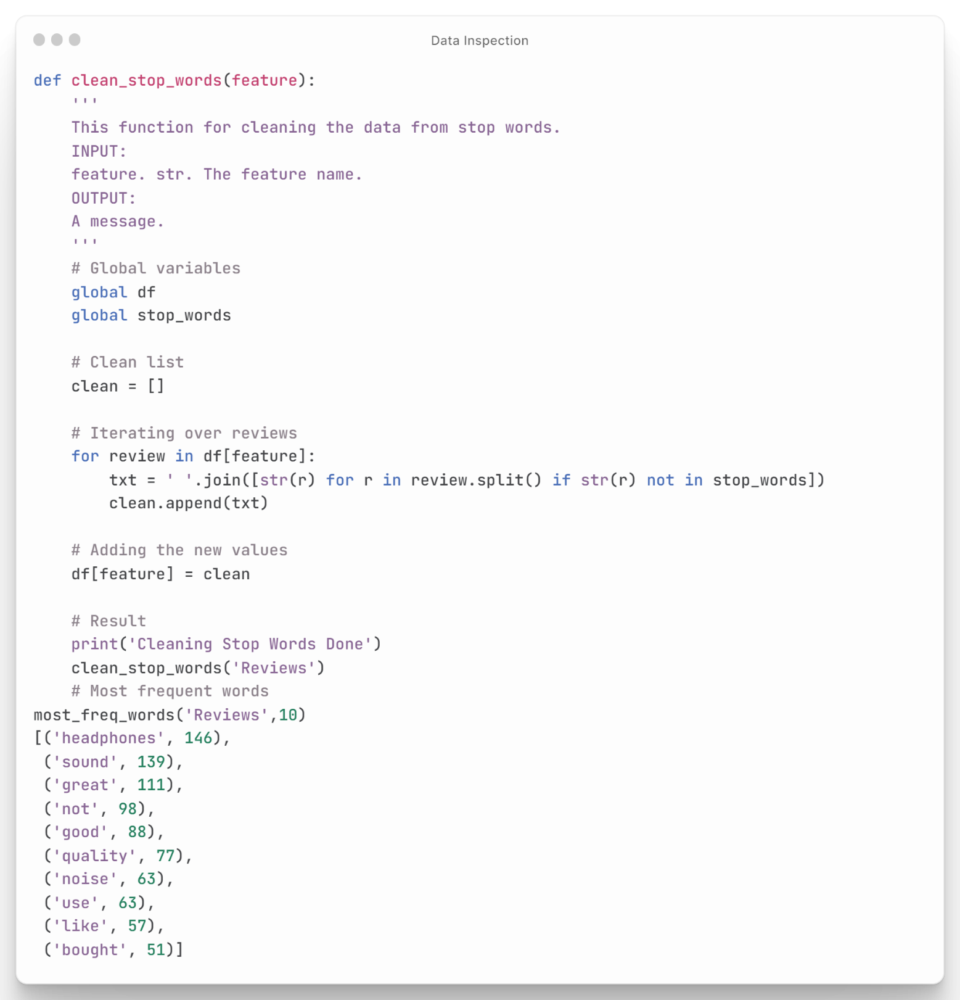 Data Inspection
def clean_stop_words(feature):
    '''
    This function for cleaning the data from stop words.
    INPUT:
    feature. str. The feature name.
    OUTPUT:
    A message.
    '''
    # Global variables
    global df
    global stop_words

    # Clean list
    clean = []

    # Iterating over reviews
    for review in df[feature]:
        txt = ' '.join([str(r) for r in review.split() if str(r) not in stop_words])
        clean.append(txt)

    # Adding the new values
    df[feature] = clean

    # Result
    print('Cleaning Stop Words Done')
    clean_stop_words('Reviews')
    # Most frequent words
most_freq_words('Reviews',10)
[('headphones', 146),
 ('sound', 139),
 ('great', 111),
 ('not', 98),
 ('good', 88),
 ('quality', 77),
 ('noise', 63),
 ('use', 63),
 ('like', 57),
 ('bought', 51)]